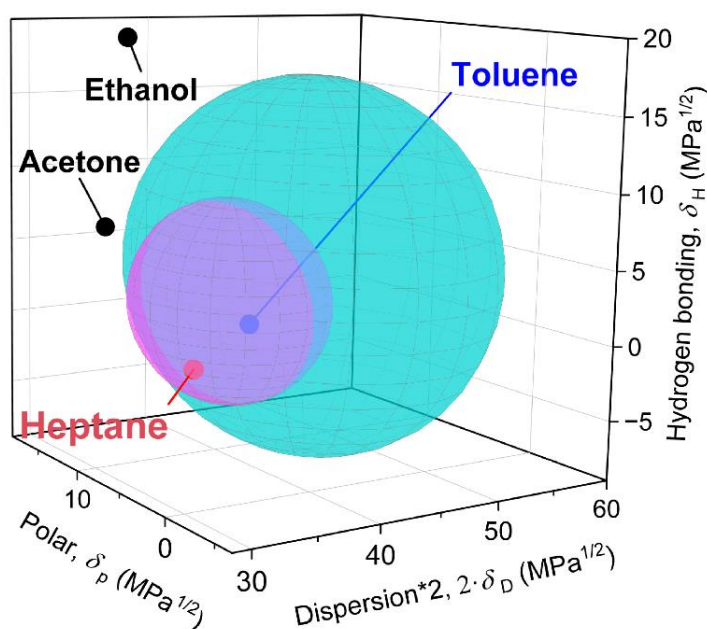 Ethanol
Toluene
Acetone
Heptane
20
15
10
5
0
−5
Hydrogen bonding, δH (MPa1/2)
10
0
Polar, δp (MPa1/2)
30
40
50
60
Dispersion*2, 2·δD (MPa1/2)